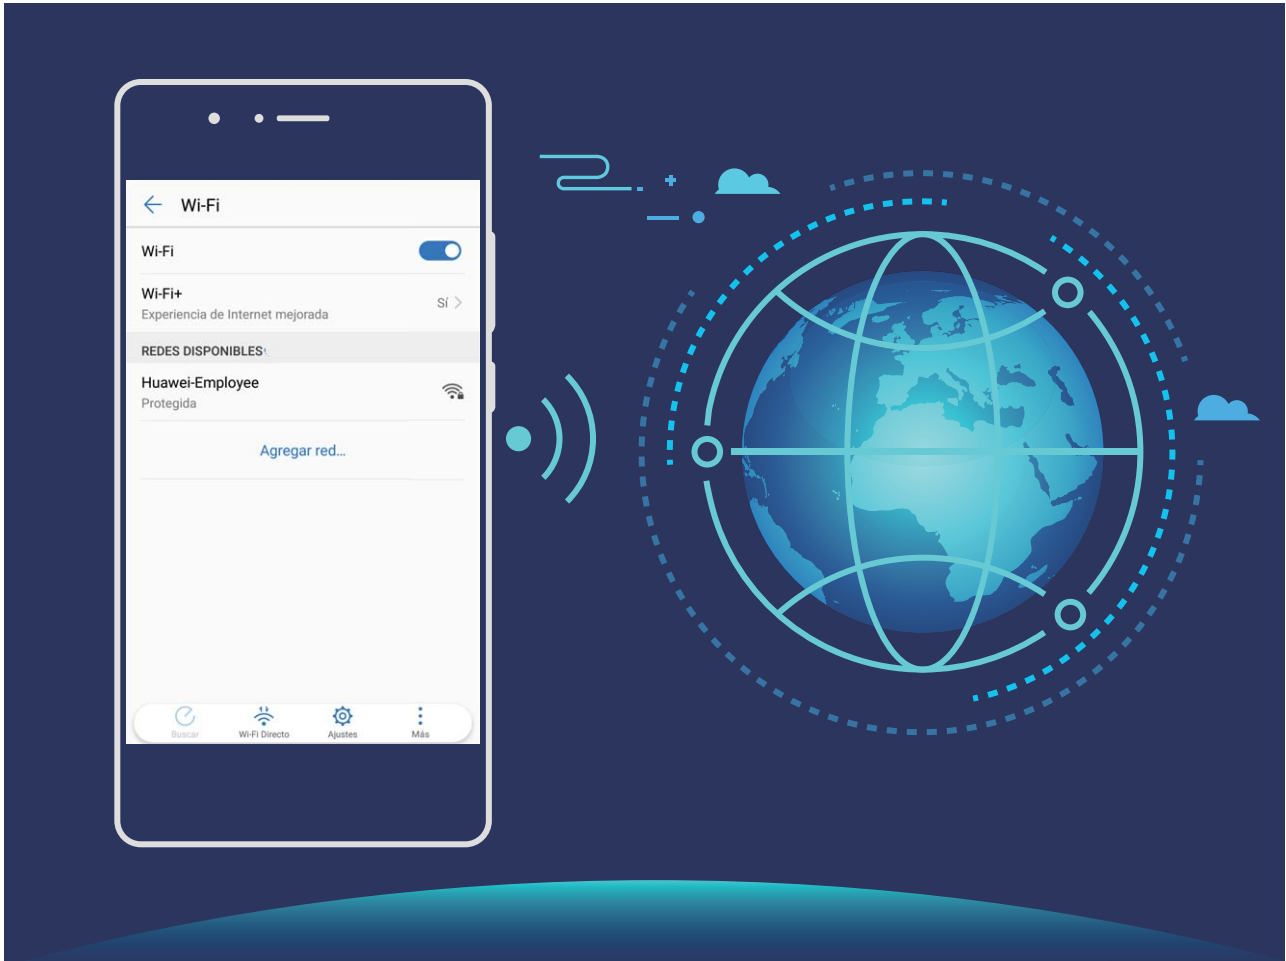 Wi-Fi
Wi-Fi
Wi-Fi+
Sí
Experiencia de Internet mejorada
REDES DISPONIBLES
Huawei-Employee
Protegida
Agregar red...
Buscar
Wi-Fi Directo
Ajustes
Más